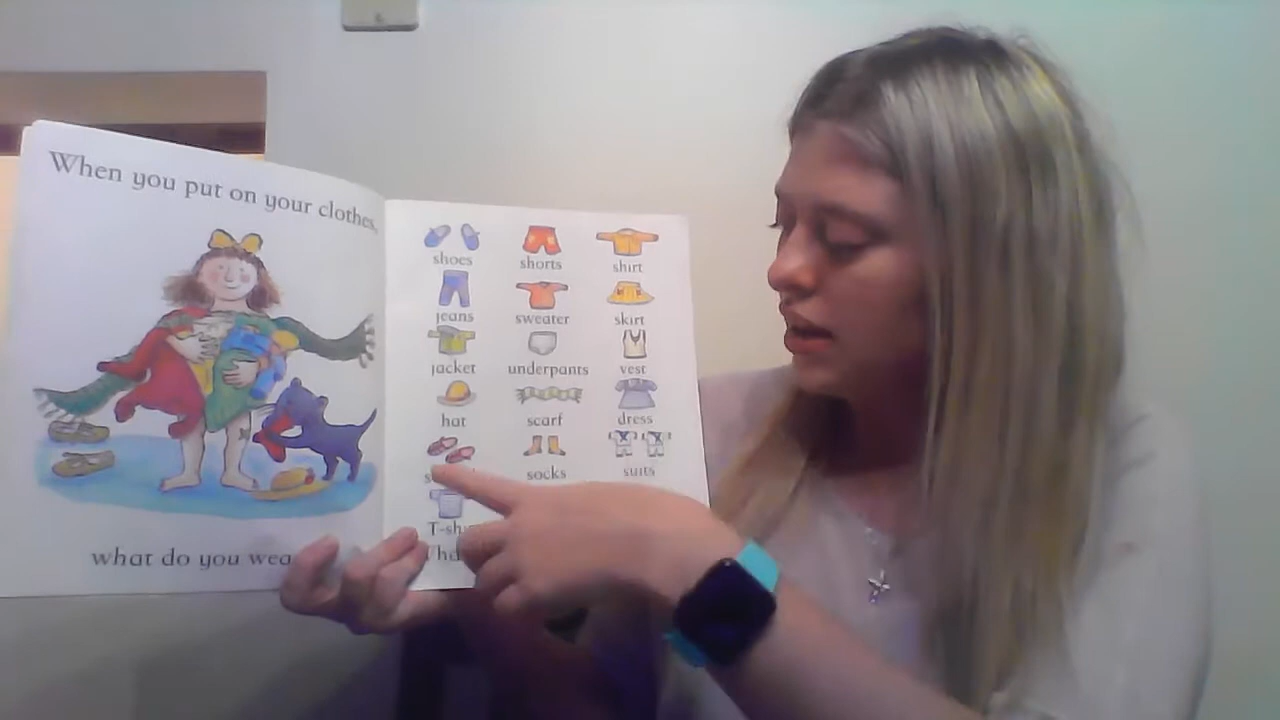 When you put on your clothes,
what do you
shoes shorts shirt
jeans sweater skirt
jacket underpants vest
hat scarf dress
socks suits